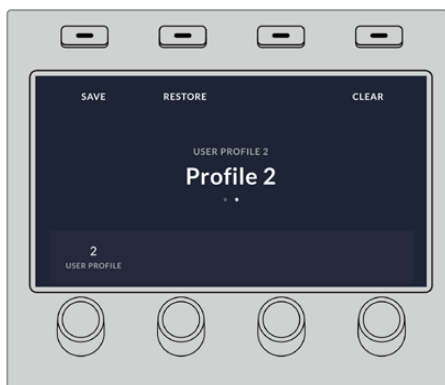 SAVE RESTORE CLEAR
USER PROFILE 2
Profile 2
2
USER PROFILE